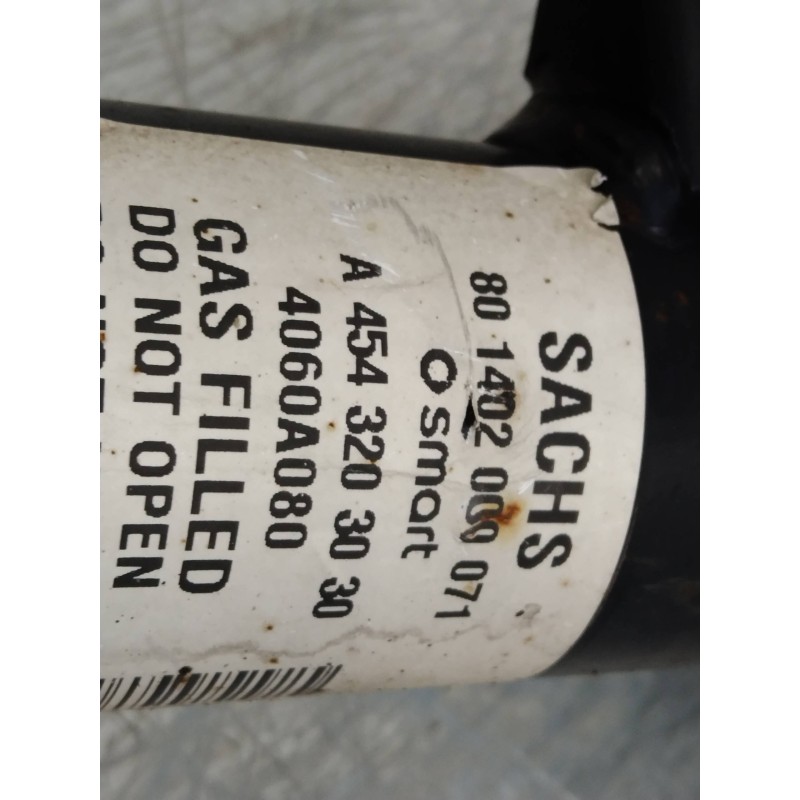 SACHS
80 1402 000 071
smart
A 454 320 30 30
4060A080
GAS FILLED
DO NOT OPEN